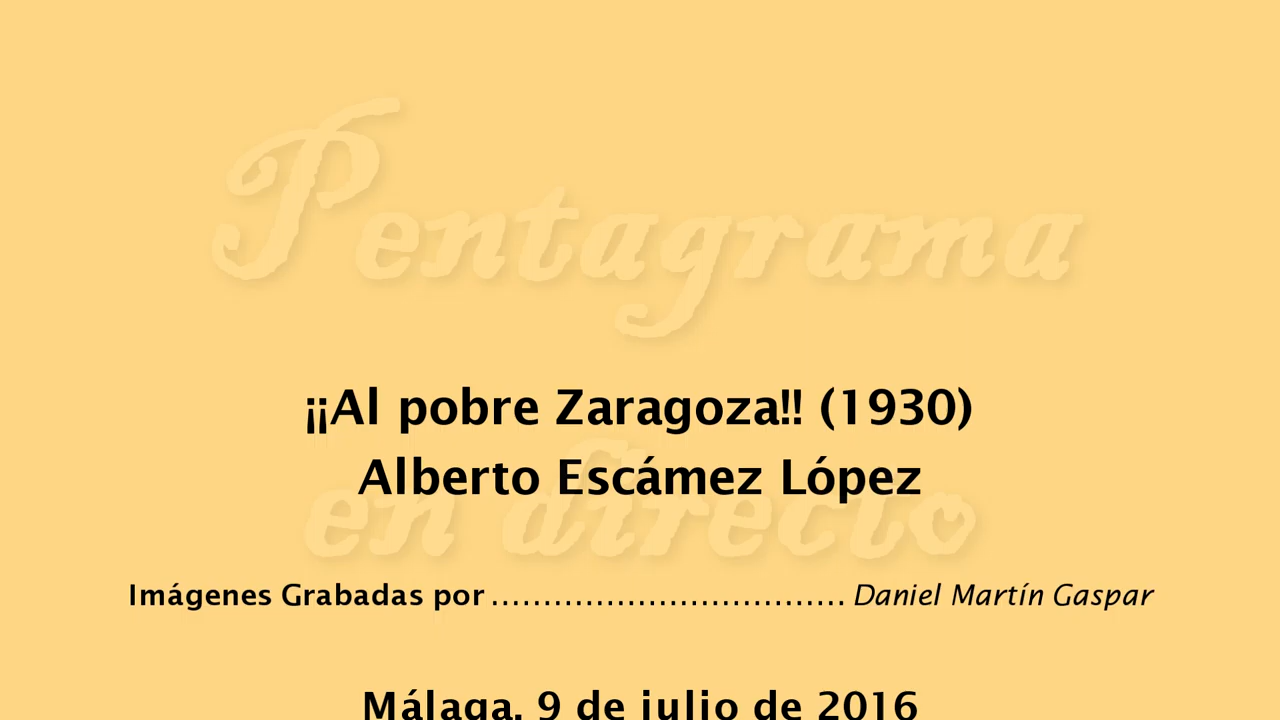 Pentagrama
¡¡Al pobre Zaragoza!! (1930)
Alberto Escámez López
en directo
Imágenes Grabadas por .................................. Daniel Martín Gaspar
Málaga, 9 de julio de 2016